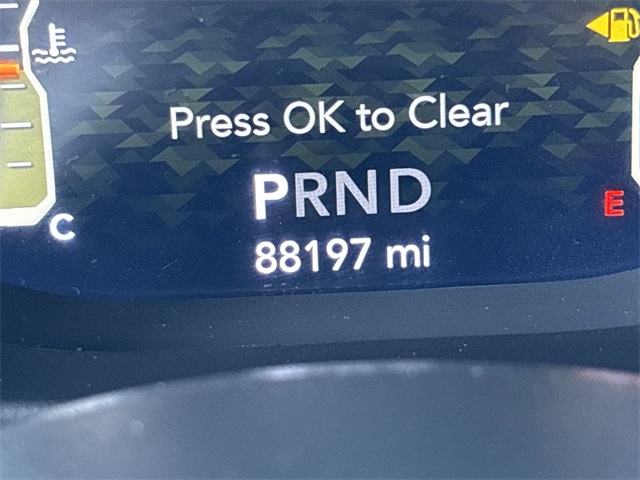 Press OK to Clear
PRND
E
C
88197 mi